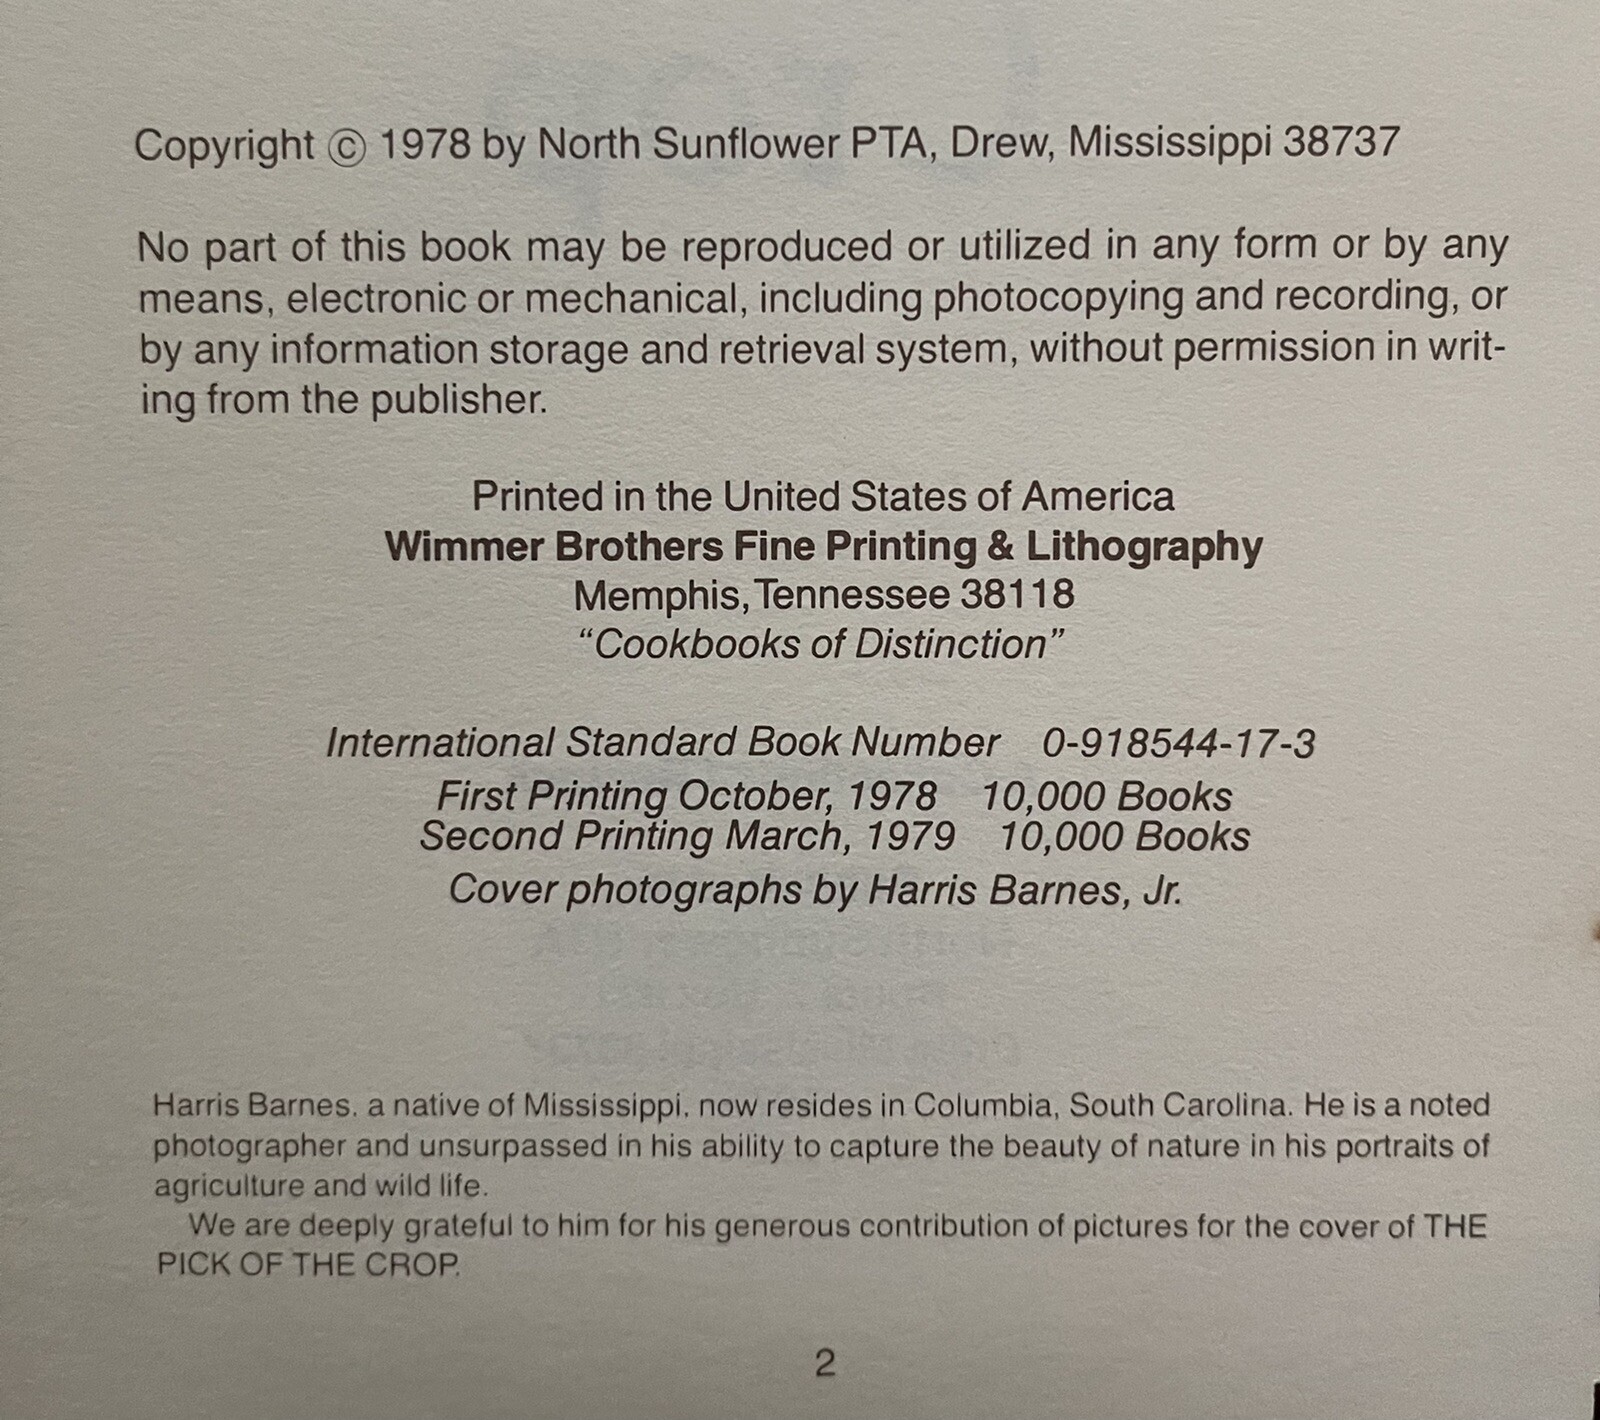 Copyright © 1978 by North Sunflower PTA, Drew, Mississippi 38737
No part of this book may be reproduced or utilized in any form or by any
means, electronic or mechanical, including photocopying and recording, or
by any information storage and retrieval system, without permission in writ-
ing from the publisher.
Printed in the United States of America
Wimmer Brothers Fine Printing & Lithography
Memphis, Tennessee 38118
“Cookbooks of Distinction”
International Standard Book Number 0-918544-17-3
First Printing October, 1978 10,000 Books
Second Printing March, 1979 10,000 Books
Cover photographs by Harris Barnes, Jr.
Harris Barnes. a native of Mississippi. now resides in Columbia, South Carolina. He is a noted
photographer and unsurpassed in his ability to capture the beauty of nature in his portraits of
agriculture and wild life.
We are deeply grateful to him for his generous contribution of pictures for the cover of THE
PICK OF THE CROP.
2